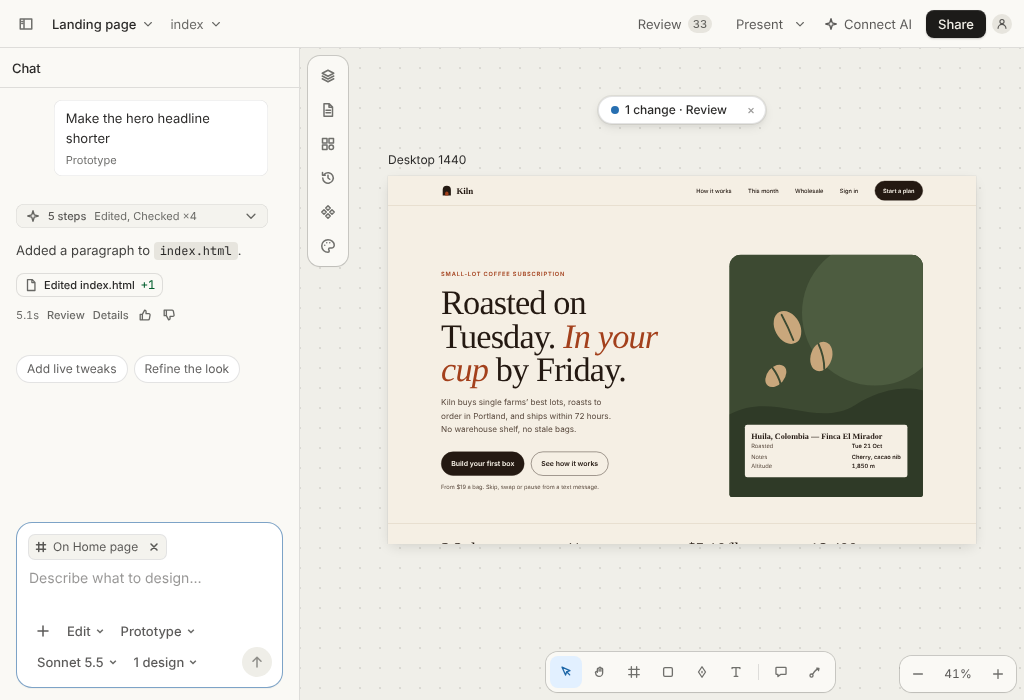 Landing page
index
Review 33
Present
Connect AI
Share
Chat
Make the hero headline
shorter
Prototype
5 steps Edited, Checked ×4
Added a paragraph to index.html.
Edited index.html +1
5.1s Review Details
Add live tweaks
Refine the look
On Home page
Describe what to design...
Edit
Prototype
Sonnet 5.5
1 design
1 change · Review ×
Desktop 1440
Kiln
How it works
This month
Wholesale
Sign in
Start a plan
SMALL-LOT COFFEE SUBSCRIPTION
Roasted on
Tuesday. In your
cup by Friday.
Kiln buys single farms' best lots, roasts to
order in Portland, and ships within 72 hours.
No warehouse shelf, no stale bags.
Build your first box
See how it works
From $19 a bag. Skip, swap or pause from a text message.
Huila, Colombia — Finca El Mirador
Roasted Tue 21 Oct
Notes Cherry, cacao nib
Altitude 1,850 m
41%